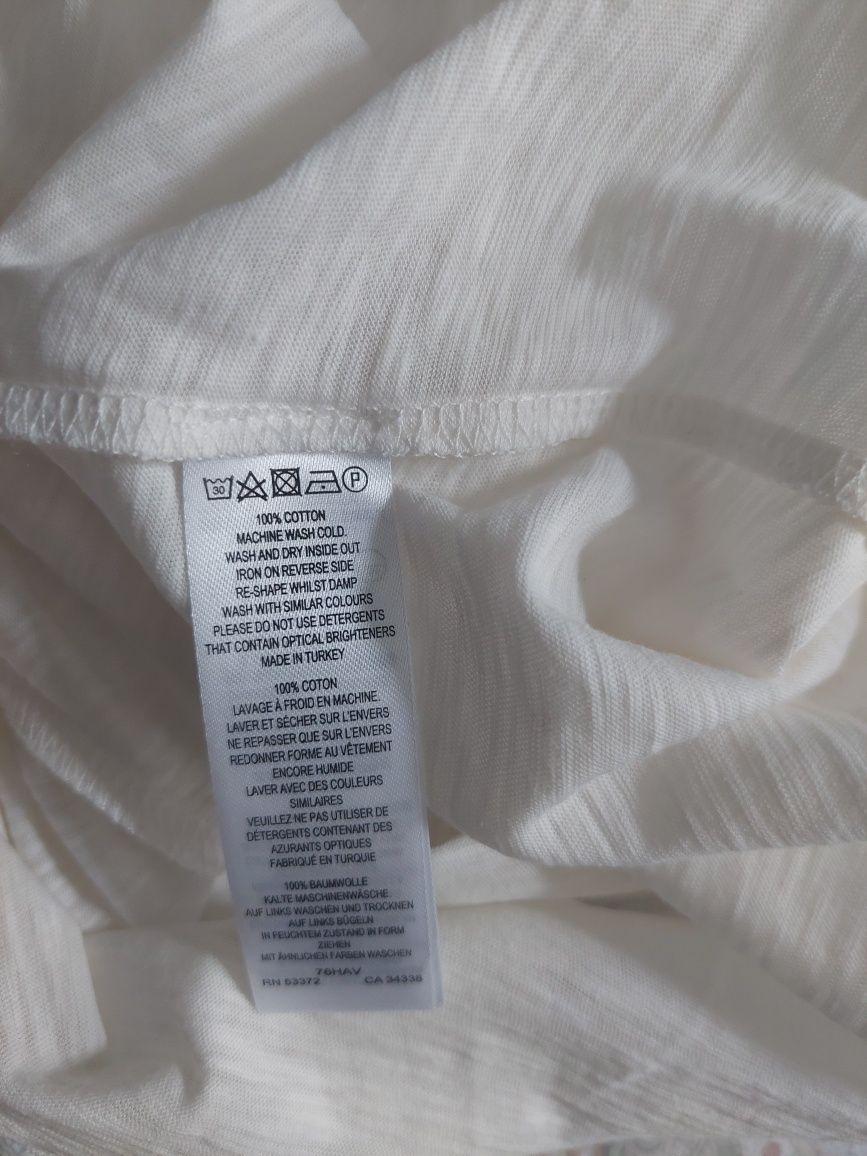 30 P
100% COTTON
MACHINE WASH COLD.
WASH AND DRY INSIDE OUT
IRON ON REVERSE SIDE
RE-SHAPE WHILST DAMP
WASH WITH SIMILAR COLOURS
PLEASE DO NOT USE DETERGENTS
THAT CONTAIN OPTICAL BRIGHTENERS
MADE IN TURKEY
100% COTON
LAVAGE À FROID EN MACHINE
LAVER ET SÉCHER SUR L'ENVERS
NE REPASSER QUE SUR L'ENVERS
REDONNER FORME AU VÊTEMENT
ENCORE HUMIDE
LAVER AVEC DES COULEURS
SIMILAIRES
VEUILLEZ NE PAS UTILISER DE
DÉTERGENTS CONTENANT DES
AZURANTS OPTIQUES
FABRIQUÉ EN TURQUIE
100% BAUMWOLLE
KALTE MASCHINENWÄSCHE
AUF LINKS WASCHEN UND TROCKNEN
AUF LINKS BÜGELN
IN FEUCHTEM ZUSTAND IN FORM
ZIEHEN
MIT ÄHNLICHEN FARBEN WASCHEN
76HAV
RN 53372 CA 34338